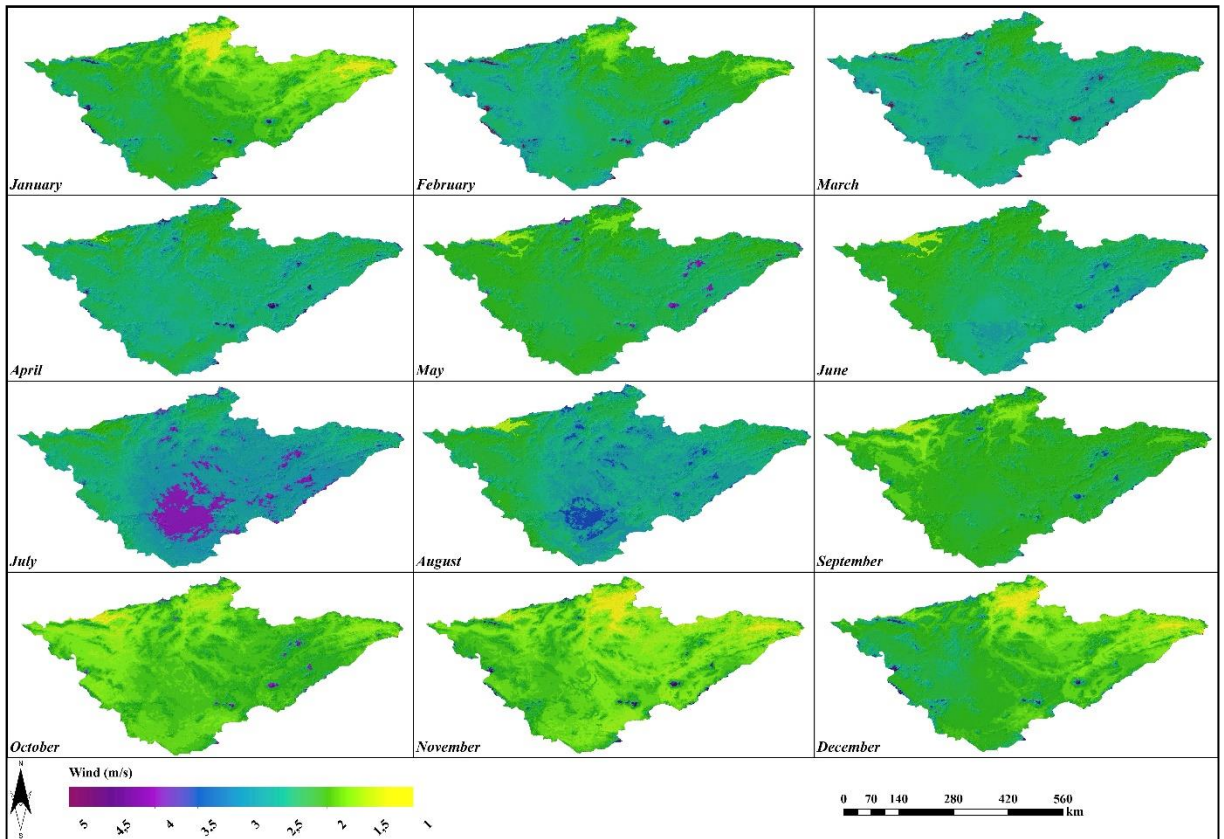 January
February
March
April
May
June
July
August
September
October
November
December
N
S
Wind (m/s)
5
4,5
4
3,5
3
2,5
2
1,5
1
0 70 140 280 420 560
km